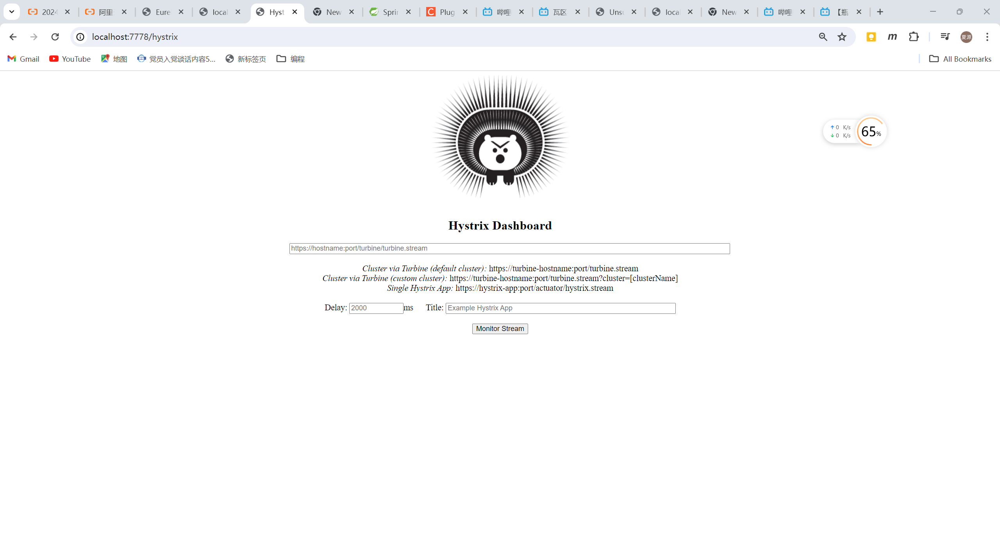 2024
阿里
Eure
local
Hyst
New
Sprin
C Plug
哔哩
瓦区
Uns
local
New
哔哩
【瓶
localhost:7778/hystrix
m
夏源
Gmail
YouTube
地图
党员入党谈话内容5...
新标签页
编程
All Bookmarks
0 K/s
0 K/s
65%
Hystrix Dashboard
https://hostname:port/turbine/turbine.stream
Cluster via Turbine (default cluster): https://turbine-hostname:port/turbine.stream
Cluster via Turbine (custom cluster): https://turbine-hostname:port/turbine.stream?cluster=[clusterName]
Single Hystrix App: https://hystrix-app:port/actuator/hystrix.stream
Delay: 2000 ms Title: Example Hystrix App
Monitor Stream